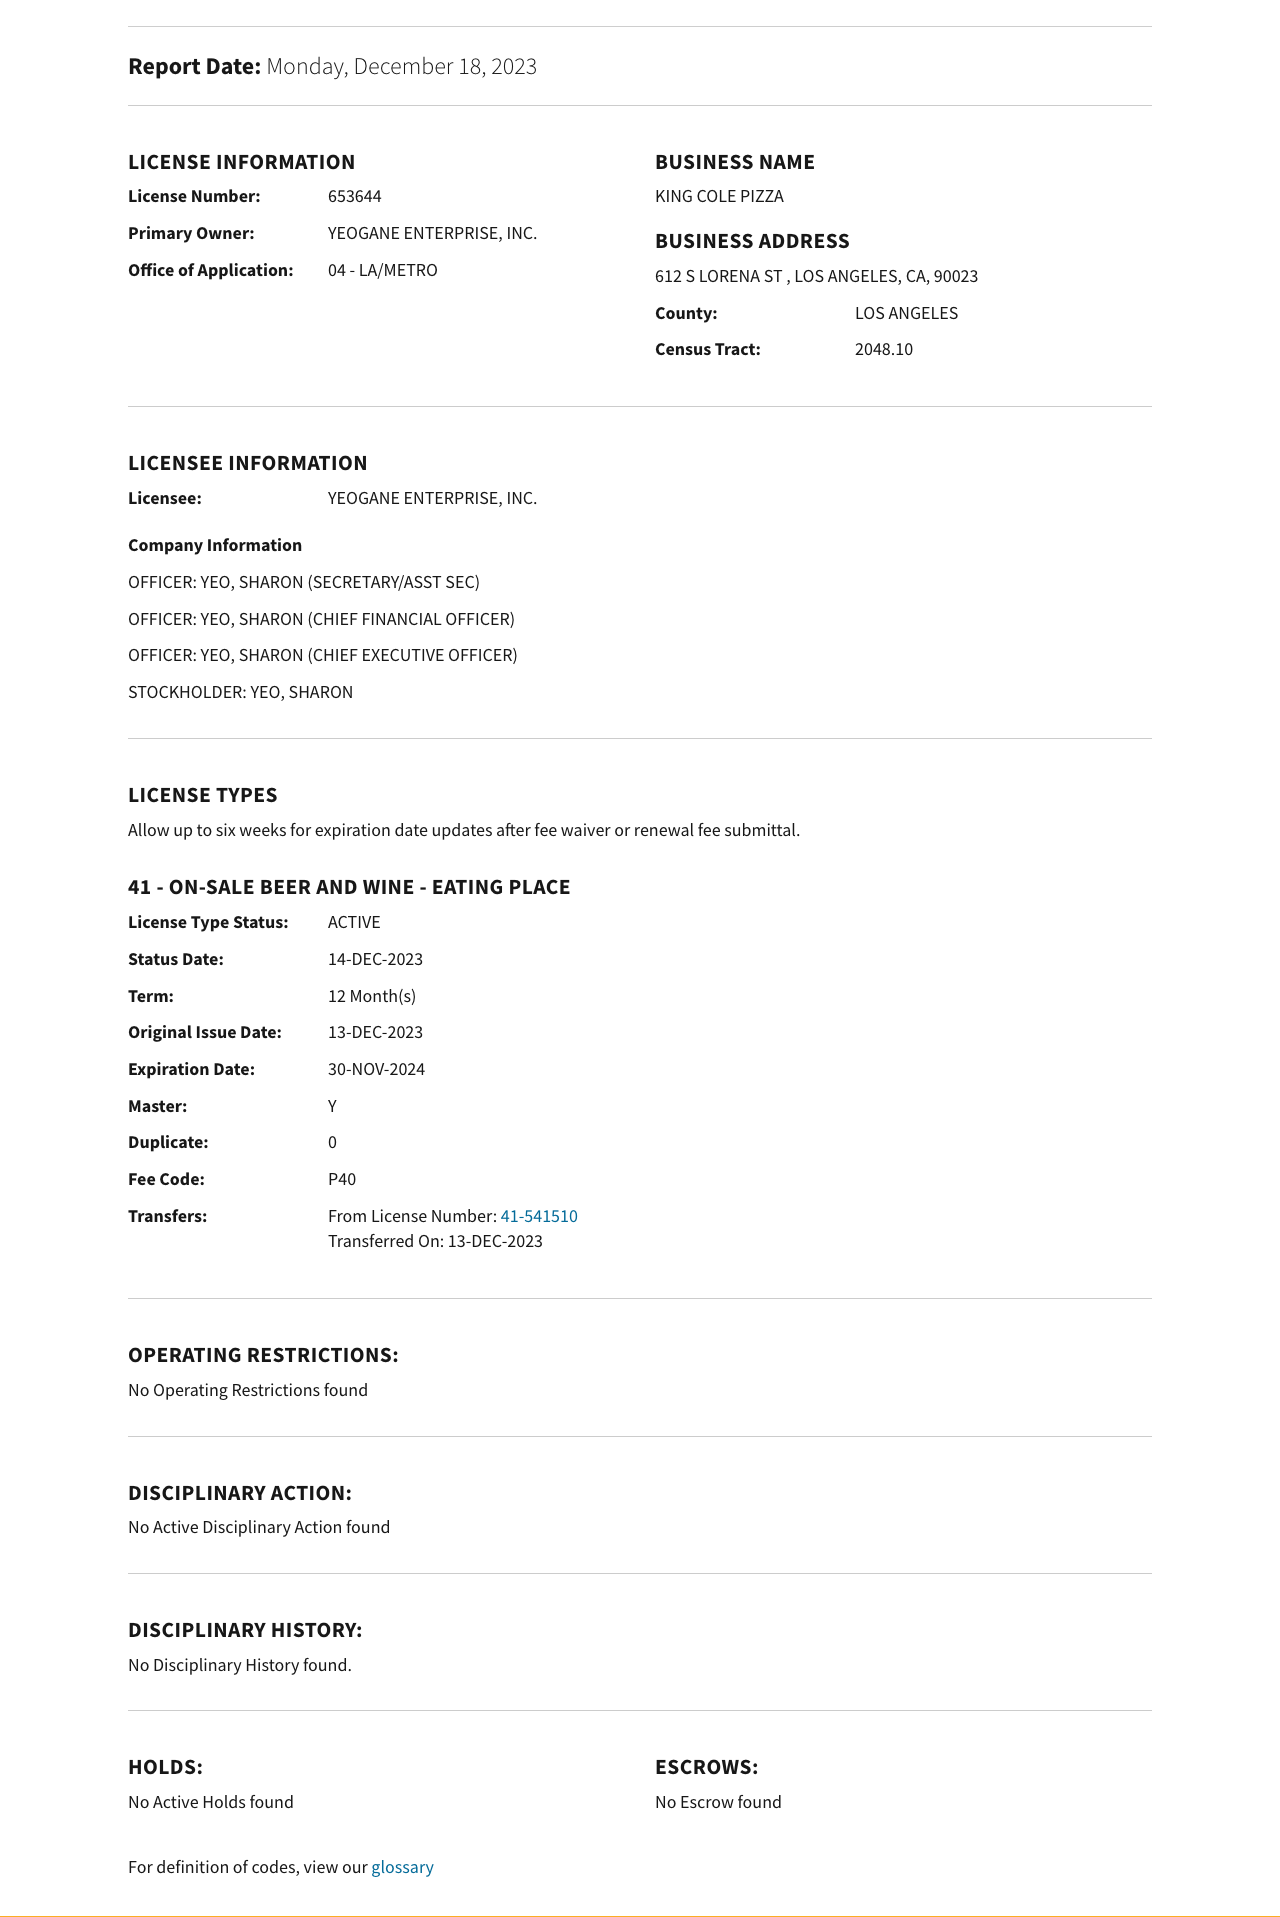 Report Date: Monday, December 18, 2023
LICENSE INFORMATION
License Number: 653644
Primary Owner: YEOGANE ENTERPRISE, INC.
Office of Application: 04 - LA/METRO
BUSINESS NAME
KING COLE PIZZA
BUSINESS ADDRESS
612 S LORENA ST , LOS ANGELES, CA, 90023
County: LOS ANGELES
Census Tract: 2048.10
LICENSEE INFORMATION
Licensee: YEOGANE ENTERPRISE, INC.
Company Information
OFFICER: YEO, SHARON (SECRETARY/ASST SEC)
OFFICER: YEO, SHARON (CHIEF FINANCIAL OFFICER)
OFFICER: YEO, SHARON (CHIEF EXECUTIVE OFFICER)
STOCKHOLDER: YEO, SHARON
LICENSE TYPES
Allow up to six weeks for expiration date updates after fee waiver or renewal fee submittal.
41 - ON-SALE BEER AND WINE - EATING PLACE
License Type Status: ACTIVE
Status Date: 14-DEC-2023
Term: 12 Month(s)
Original Issue Date: 13-DEC-2023
Expiration Date: 30-NOV-2024
Master: Y
Duplicate: 0
Fee Code: P40
Transfers: From License Number: 41-541510
Transferred On: 13-DEC-2023
OPERATING RESTRICTIONS:
No Operating Restrictions found
DISCIPLINARY ACTION:
No Active Disciplinary Action found
DISCIPLINARY HISTORY:
No Disciplinary History found.
HOLDS:
No Active Holds found
ESCROWS:
No Escrow found
For definition of codes, view our glossary